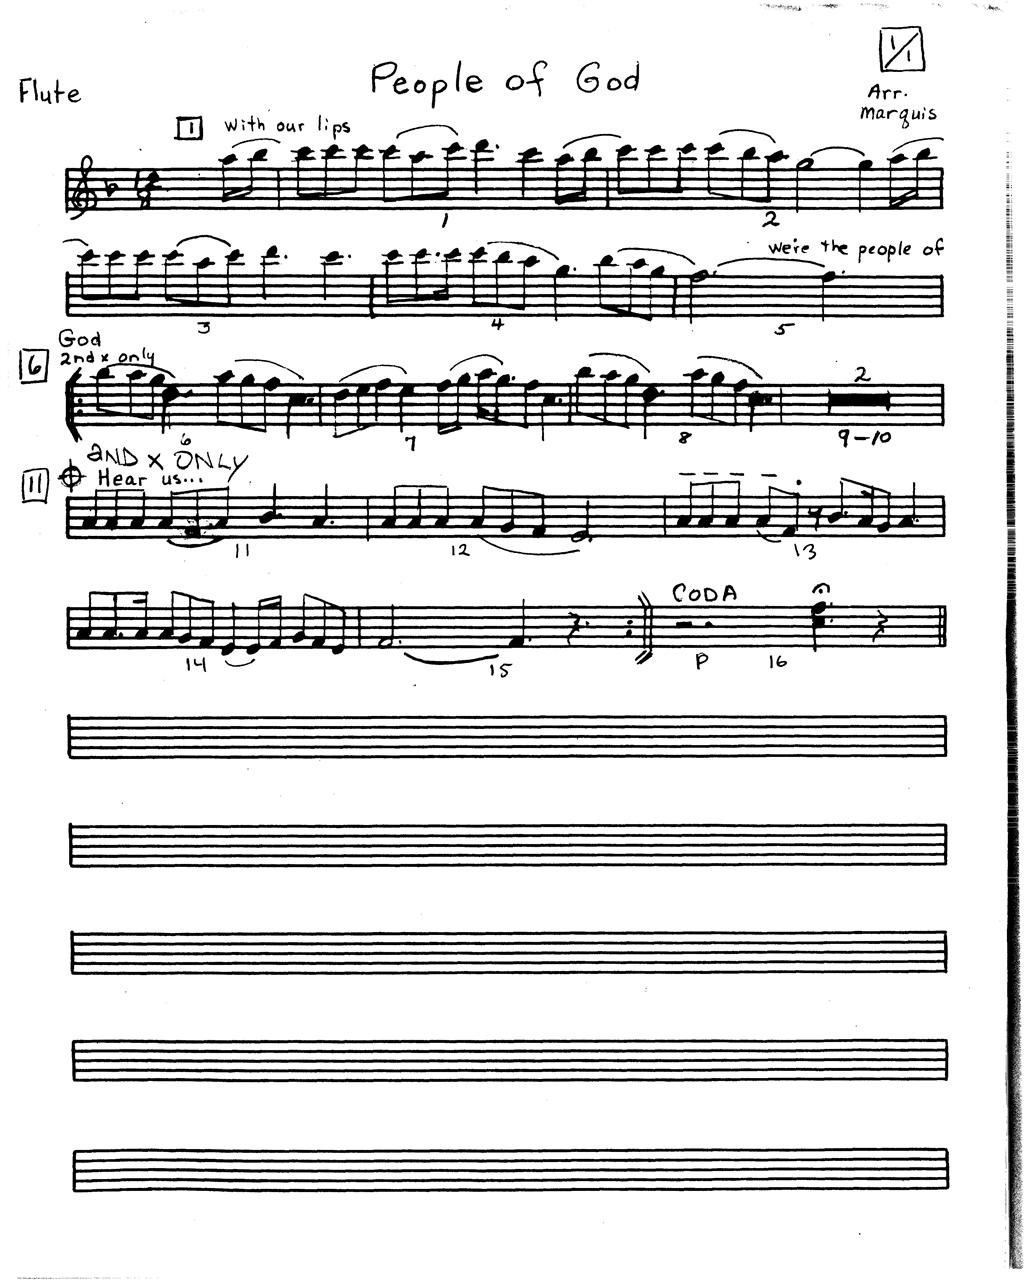 1/1
People of God
Flute
Arr.
Marquis
1 With our lips
1 2
we're the people of
3 4 5
God
6 2nd x only
2
6 7 8 9-10
2ND X ONLY
11 Hear us...
11 12 13
CODA
14 15 P 16